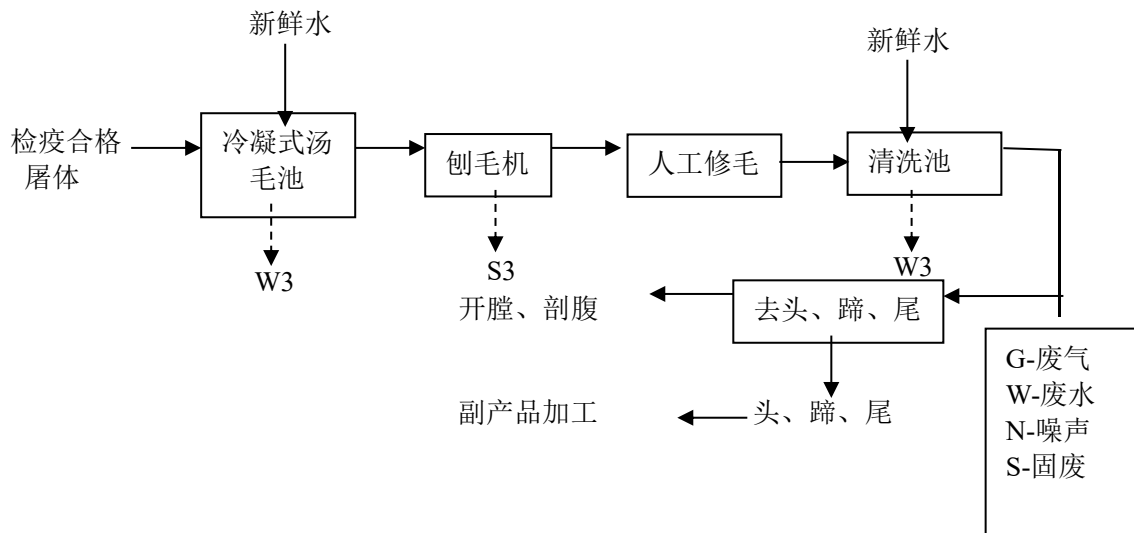 新鲜水
新鲜水
检疫合格
屠体
冷凝式汤
毛池
刨毛机
人工修毛
清洗池
W3
S3
W3
开膛、剖腹
去头、蹄、尾
副产品加工
头、蹄、尾
G-废气
W-废水
N-噪声
S-固废